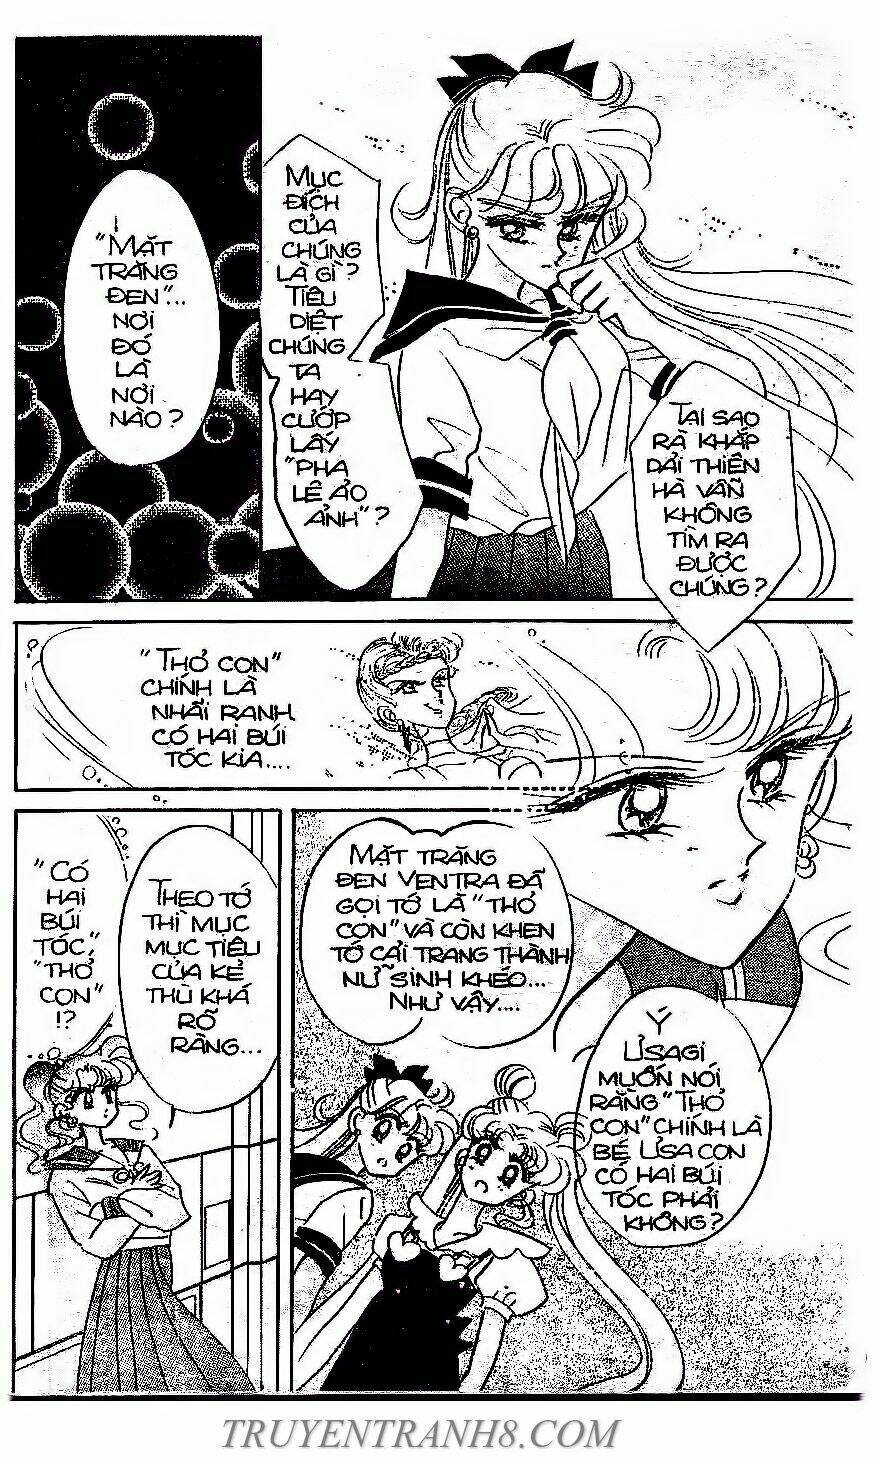 TẠI SAO
RÀ KHẮP
DẢI THIÊN
HÀ VẪN
KHÔNG
TÌM RA
ĐƯỢC
CHÚNG?
MỤC
ĐÍCH
CỦA
CHÚNG
LÀ GÌ?
TIÊU
DIỆT
CHÚNG
TA
HAY
CƯỚP
LẤY
"PHA
LÊ ẢO
ẢNH"?
"MẶT
TRĂNG
ĐEN"...
NƠI
ĐÓ
LÀ
NƠI
NÀO?
"THỎ CON"
CHÍNH LÀ
NHÃI RANH
CÓ HAI BÚI
TÓC KIA....
MẶT TRĂNG
ĐEN VENTRA ĐÃ
GỌI TỚ LÀ "THỎ
CON" VÀ CÒN KHEN
TỚ CẢI TRANG THÀNH
NỮ SINH KHÉO...
NHƯ VẬY....
Ý
USAGI
MUỐN NÓI
RẰNG "THỎ
CON" CHÍNH LÀ
BÉ USA CON
CÓ HAI BÚI
TÓC PHẢI
KHÔNG?
THEO TỚ
THÌ MỤC
MỤC TIÊU
CỦA KẺ
THÙ KHÁ
RÕ
RÀNG...
"CÓ
HAI
BÚI
TÓC,"
"THỎ
CON"
!?
TRUYENTRANH8.COM